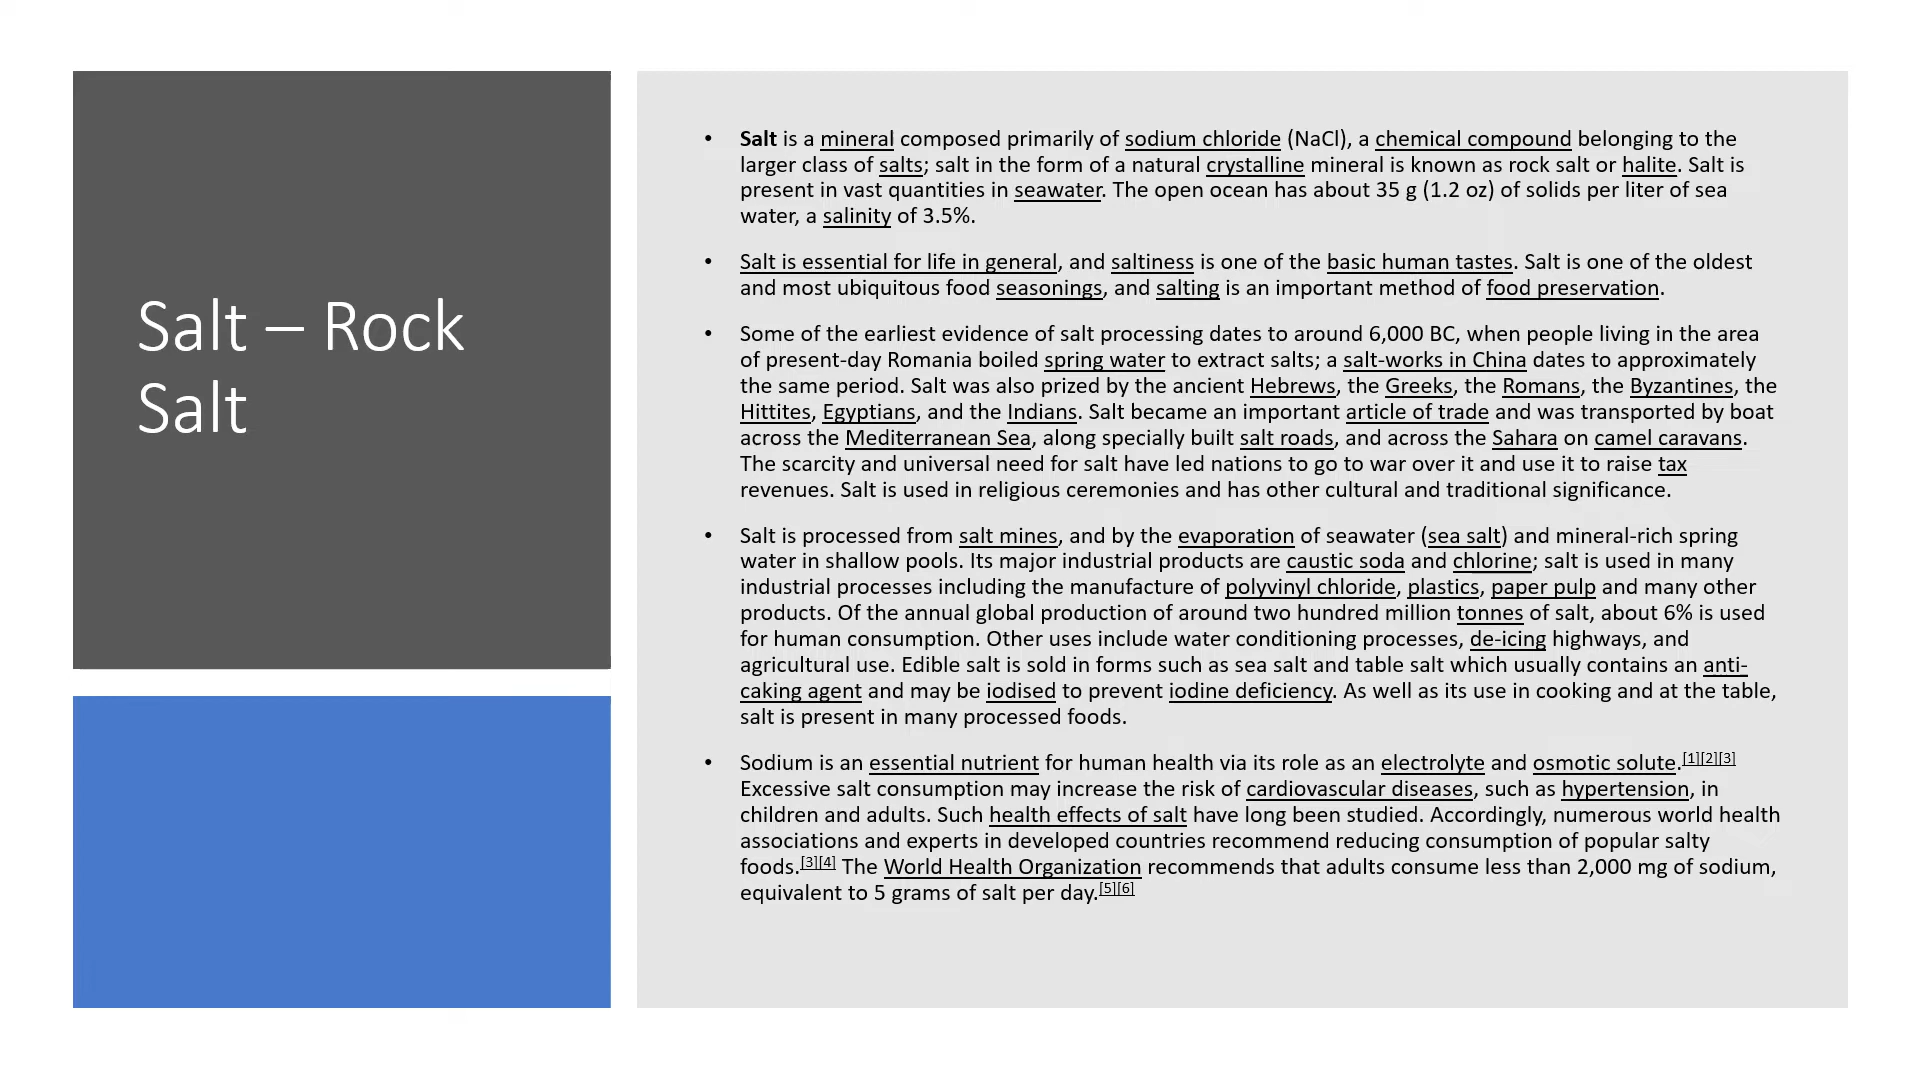 Salt – Rock
Salt
• Salt is a mineral composed primarily of sodium chloride (NaCl), a chemical compound belonging to the
larger class of salts; salt in the form of a natural crystalline mineral is known as rock salt or halite. Salt is
present in vast quantities in seawater. The open ocean has about 35 g (1.2 oz) of solids per liter of sea
water, a salinity of 3.5%.
• Salt is essential for life in general, and saltiness is one of the basic human tastes. Salt is one of the oldest
and most ubiquitous food seasonings, and salting is an important method of food preservation.
• Some of the earliest evidence of salt processing dates to around 6,000 BC, when people living in the area
of present-day Romania boiled spring water to extract salts; a salt-works in China dates to approximately
the same period. Salt was also prized by the ancient Hebrews, the Greeks, the Romans, the Byzantines, the
Hittites, Egyptians, and the Indians. Salt became an important article of trade and was transported by boat
across the Mediterranean Sea, along specially built salt roads, and across the Sahara on camel caravans.
The scarcity and universal need for salt have led nations to go to war over it and use it to raise tax
revenues. Salt is used in religious ceremonies and has other cultural and traditional significance.
• Salt is processed from salt mines, and by the evaporation of seawater (sea salt) and mineral-rich spring
water in shallow pools. Its major industrial products are caustic soda and chlorine; salt is used in many
industrial processes including the manufacture of polyvinyl chloride, plastics, paper pulp and many other
products. Of the annual global production of around two hundred million tonnes of salt, about 6% is used
for human consumption. Other uses include water conditioning processes, de-icing highways, and
agricultural use. Edible salt is sold in forms such as sea salt and table salt which usually contains an anti-
caking agent and may be iodised to prevent iodine deficiency. As well as its use in cooking and at the table,
salt is present in many processed foods.
• Sodium is an essential nutrient for human health via its role as an electrolyte and osmotic solute.[1][2][3]
Excessive salt consumption may increase the risk of cardiovascular diseases, such as hypertension, in
children and adults. Such health effects of salt have long been studied. Accordingly, numerous world health
associations and experts in developed countries recommend reducing consumption of popular salty
foods.[3][4] The World Health Organization recommends that adults consume less than 2,000 mg of sodium,
equivalent to 5 grams of salt per day.[5][6]